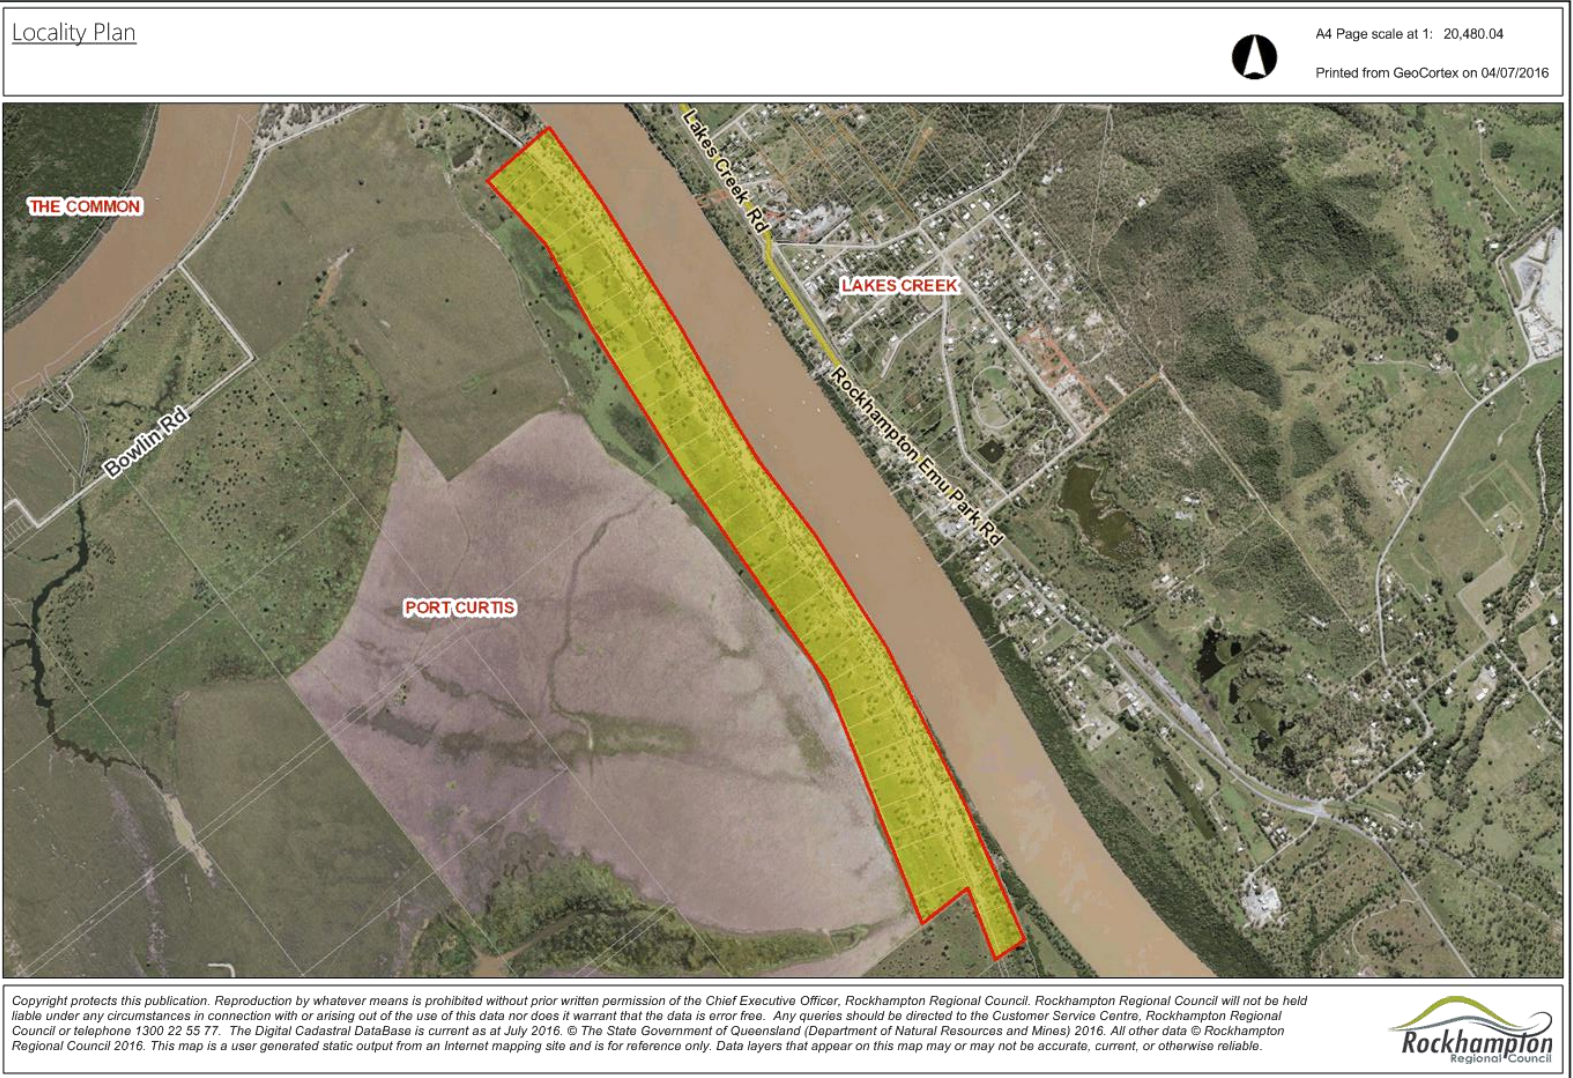 Locality Plan
A4 Page scale at 1: 20,480.04
Printed from GeoCortex on 04/07/2016
Lakes Creek Rd
THE COMMON
LAKES CREEK
Rockhampton Emu Park Rd
Bowlin Rd
PORT CURTIS
Copyright protects this publication. Reproduction by whatever means is prohibited without prior written permission of the Chief Executive Officer, Rockhampton Regional Council. Rockhampton Regional Council will not be held
liable under any circumstances in connection with or arising out of the use of this data nor does it warrant that the data is error free. Any queries should be directed to the Customer Service Centre, Rockhampton Regional
Council or telephone 1300 22 55 77. The Digital Cadastral DataBase is current as at July 2016. © The State Government of Queensland (Department of Natural Resources and Mines) 2016. All other data © Rockhampton
Regional Council 2016. This map is a user generated static output from an Internet mapping site and is for reference only. Data layers that appear on this map may or may not be accurate, current, or otherwise reliable.
Rockhampton
Regional Council